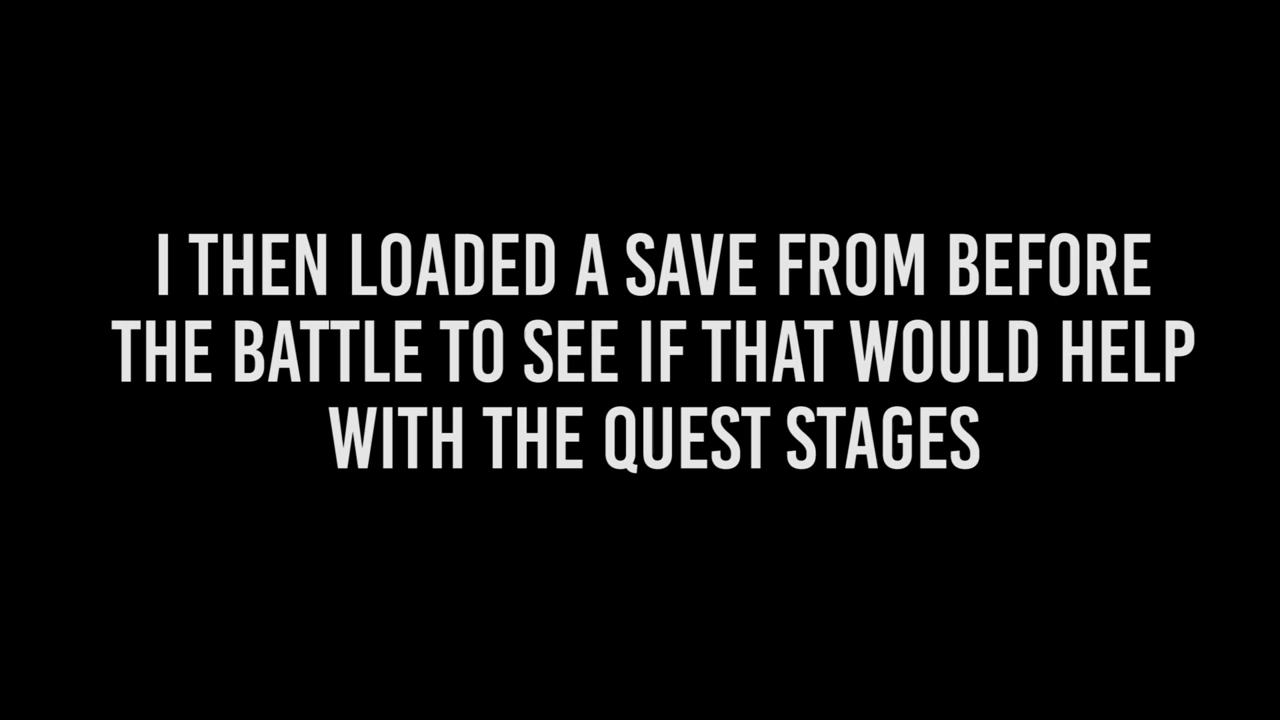 I THEN LOADED A SAVE FROM BEFORE
THE BATTLE TO SEE IF THAT WOULD HELP
WITH THE QUEST STAGES